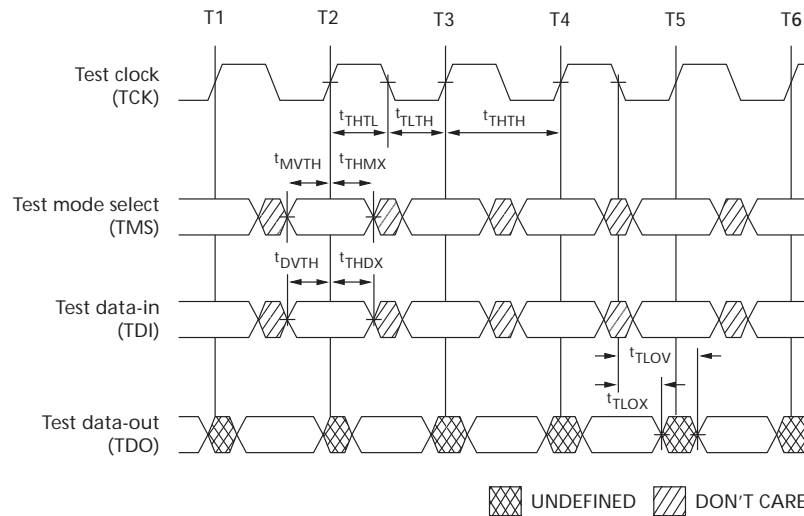 T1 T2 T3 T4 T5 T6
Test clock
(TCK)
tTHTL tTLTH tTHTH
tMVTH tTHMX
Test mode select
(TMS)
tDVTH tTHDX
Test data-in
(TDI)
tTLOV
tTLOX
Test data-out
(TDO)
UNDEFINED DON'T CARE